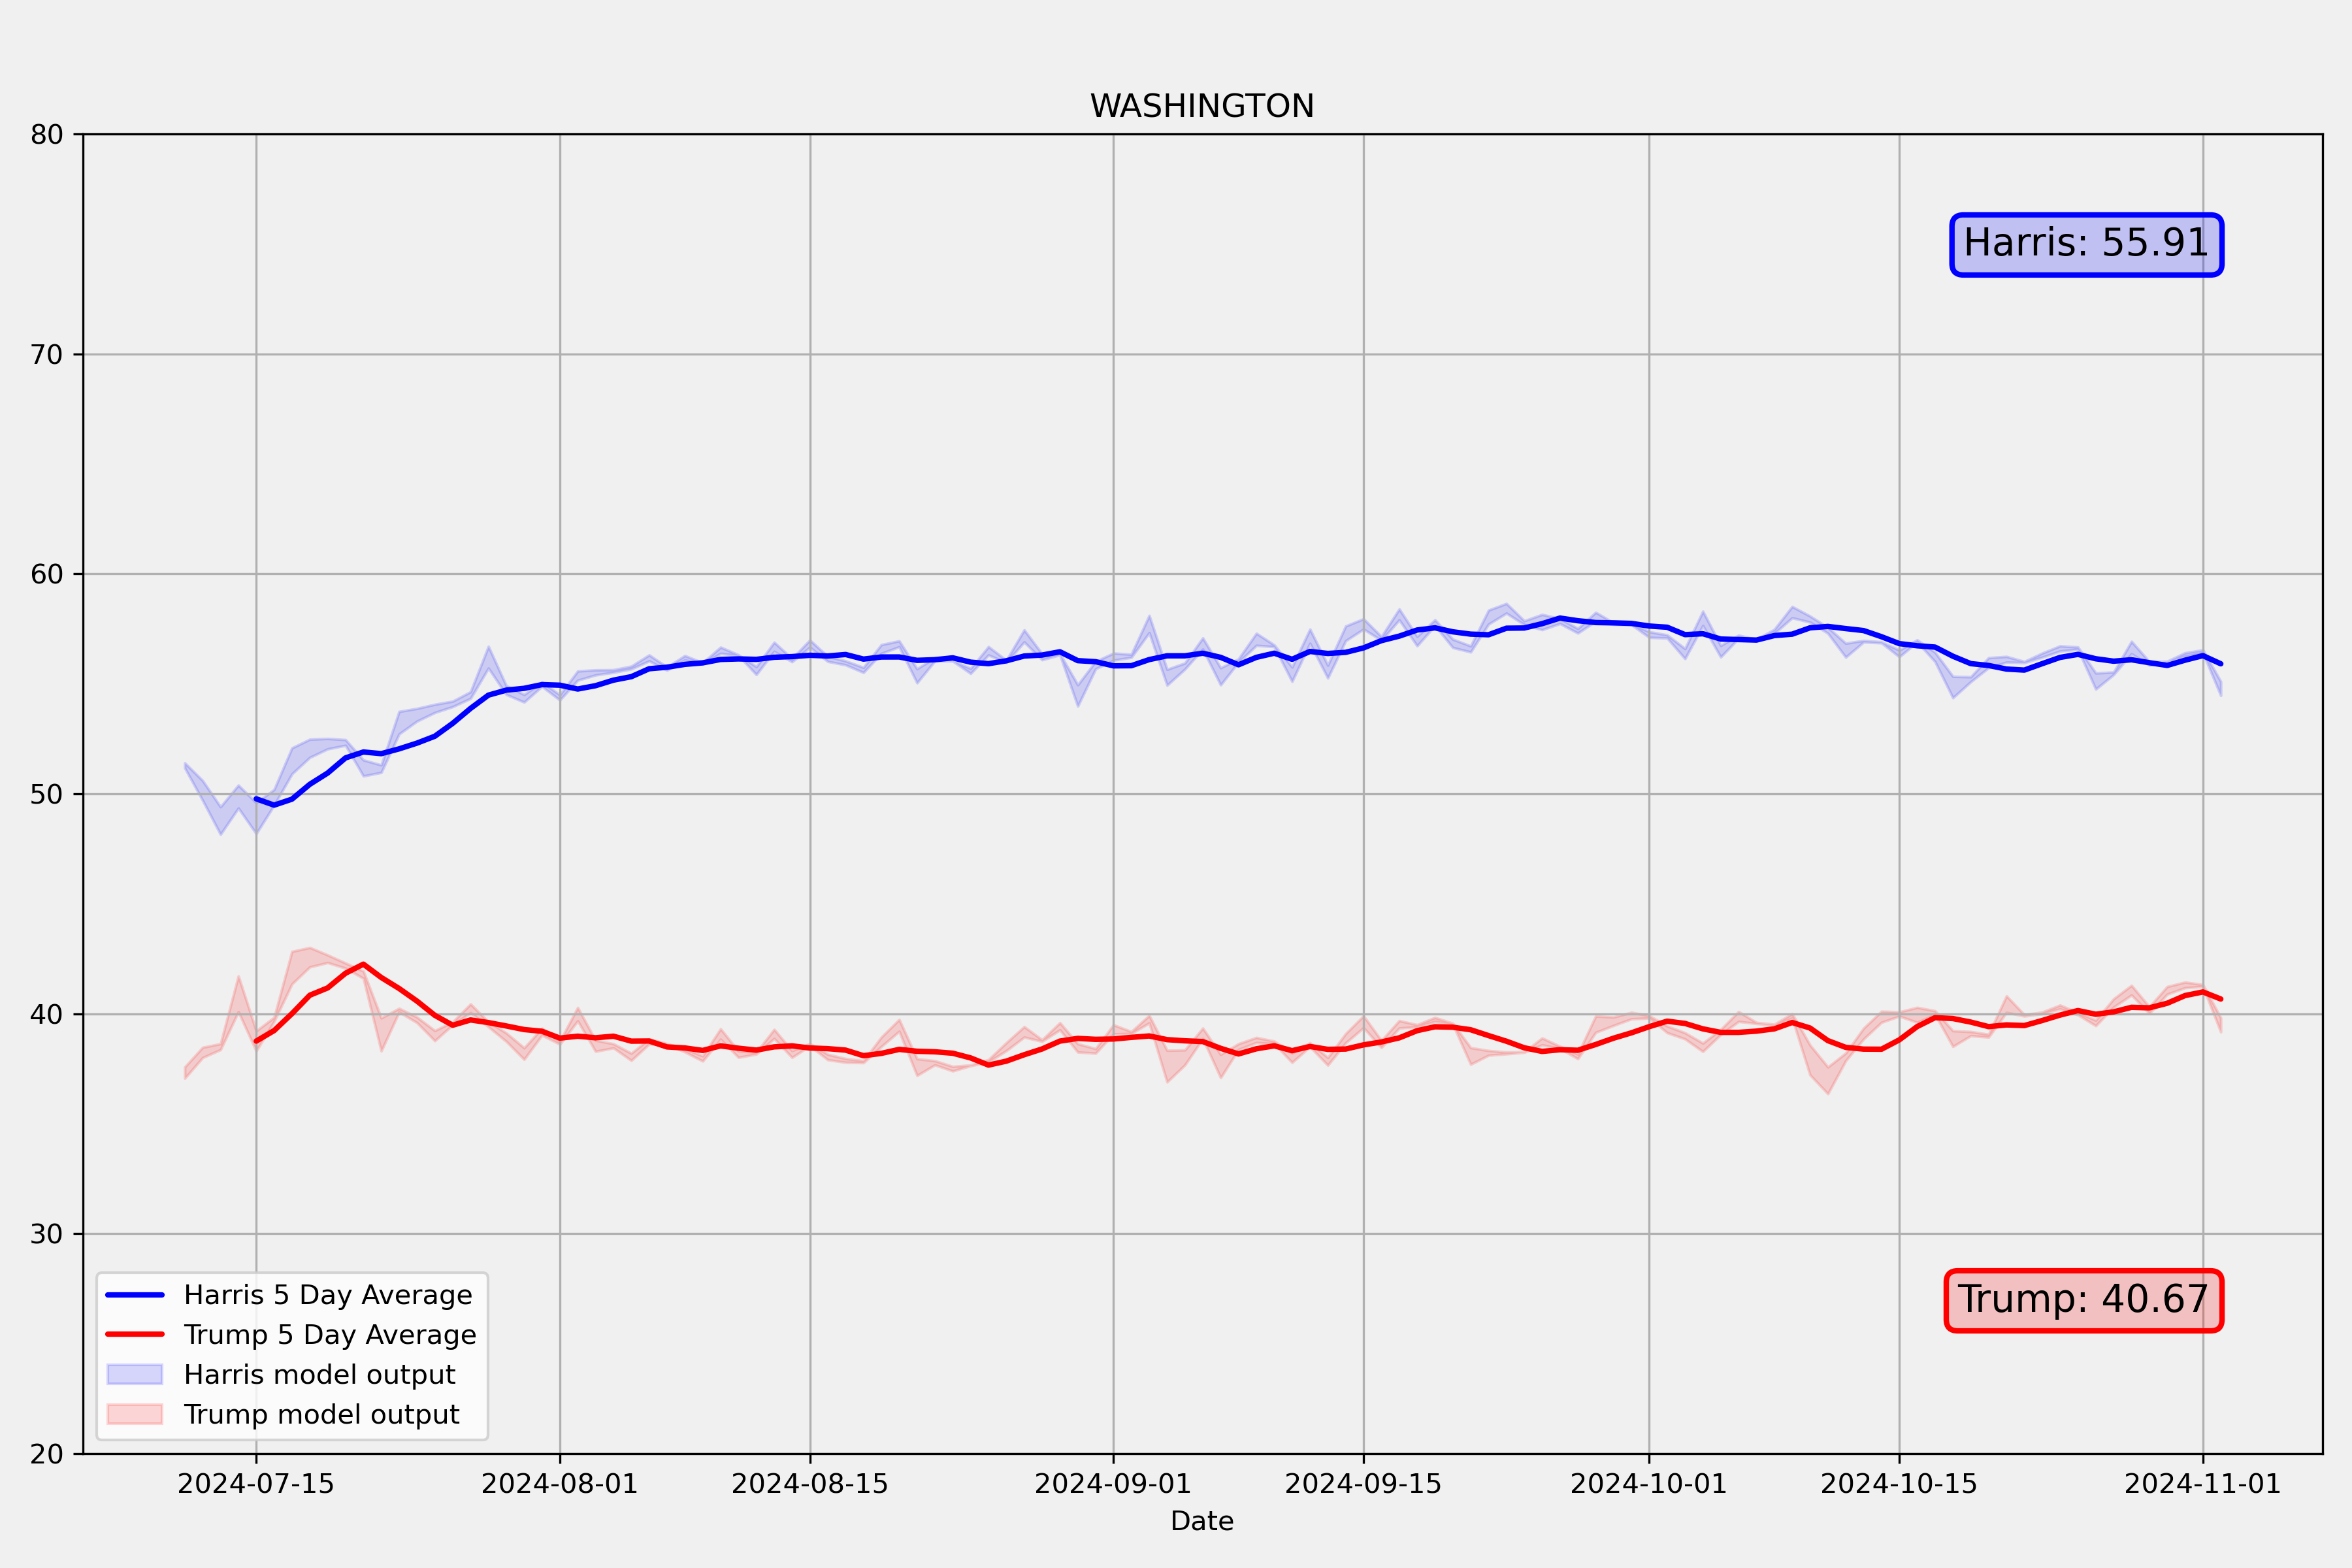 WASHINGTON
80
70
60
50
40
30
20
Harris: 55.91
Trump: 40.67
Harris 5 Day Average
Trump 5 Day Average
Harris model output
Trump model output
2024-07-15 2024-08-01 2024-08-15 2024-09-01 2024-09-15 2024-10-01 2024-10-15 2024-11-01
Date